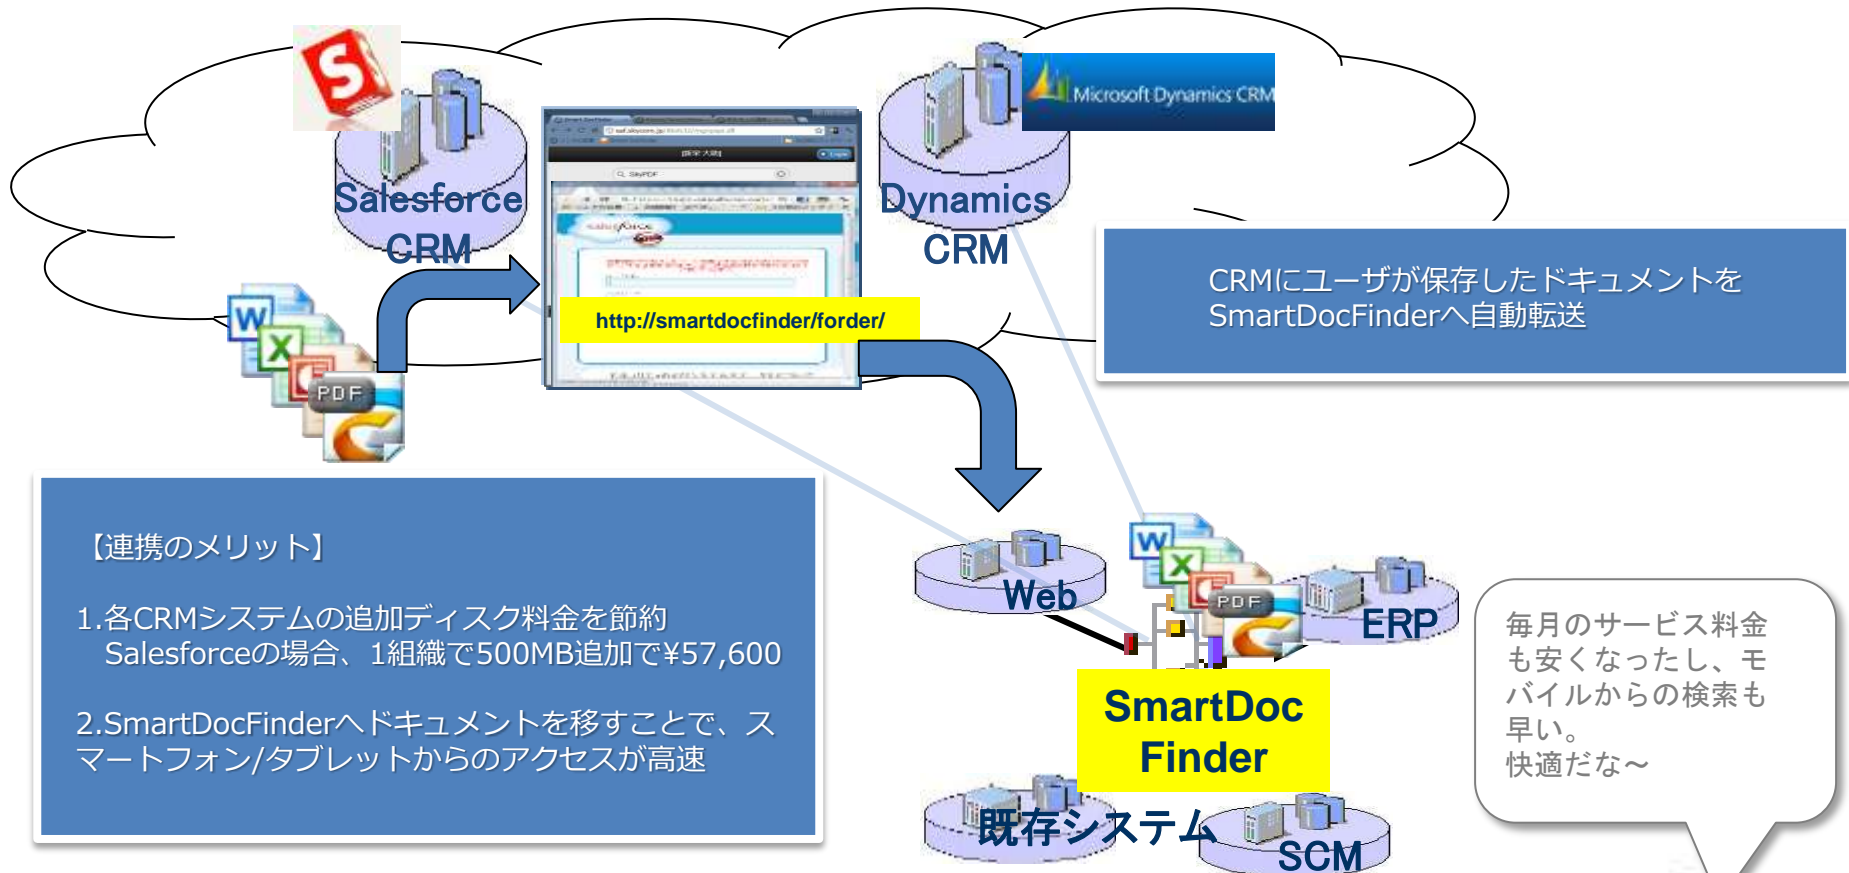 S
Microsoft Dynamics CRM
Salesforce
CRM
Dynamics
CRM
SkyPDF
salesforce
http://smartdocfinder/forder/
W
X
PDF
CRMにユーザが保存したドキュメントを
SmartDocFinderへ自動転送
【連携のメリット】
1.各CRMシステムの追加ディスク料金を節約
Salesforceの場合、1組織で500MB追加で¥57,600
2.SmartDocFinderへドキュメントを移すことで、ス
マートフォン/タブレットからのアクセスが高速
Web
W
X
PDF
ERP
SmartDoc
Finder
既存システム
SCM
毎月のサービス料金
も安くなったし、モ
バイルからの検索も
早い。
快適だな～